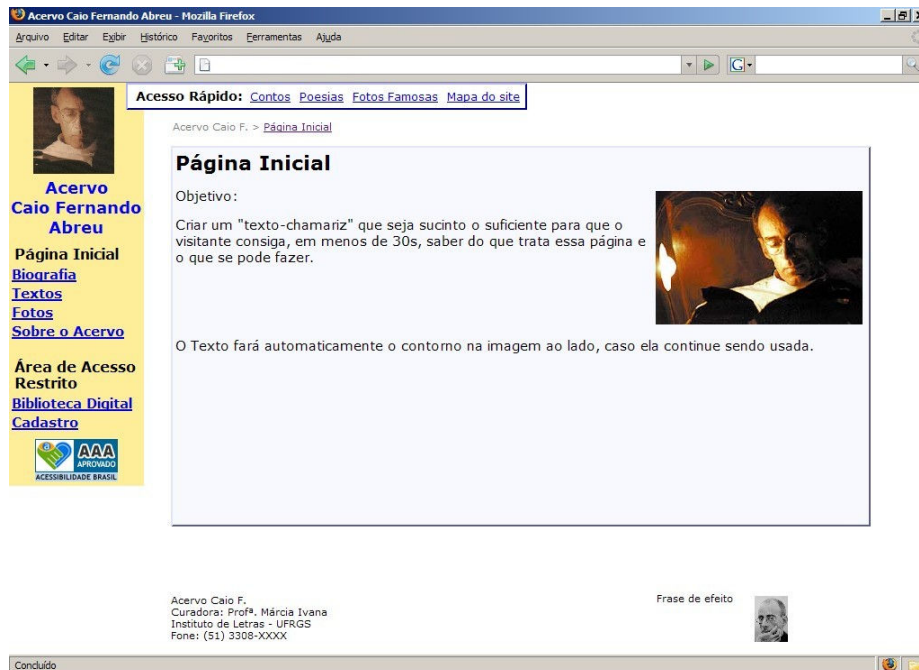 Acervo Caio Fernando Abreu - Mozilla Firefox
Arquivo Editar Exibir Histórico Favoritos Ferramentas Ajuda
G
Acesso Rápido: Contos Poesias Fotos Famosas Mapa do site
Acervo Caio F. > Página Inicial
Acervo
Caio Fernando
Abreu
Página Inicial
Biografia
Textos
Fotos
Sobre o Acervo
Área de Acesso
Restrito
Biblioteca Digital
Cadastro
AAA
APROVADO
ACESSIBILIDADE BRASIL
Página Inicial
Objetivo:
Criar um "texto-chamariz" que seja sucinto o suficiente para que o
visitante consiga, em menos de 30s, saber do que trata essa página e
o que se pode fazer.
O Texto fará automaticamente o contorno na imagem ao lado, caso ela continue sendo usada.
Acervo Caio F.
Curadora: Profª. Márcia Ivana
Instituto de Letras - UFRGS
Fone: (51) 3308-XXXX
Frase de efeito
Concluído